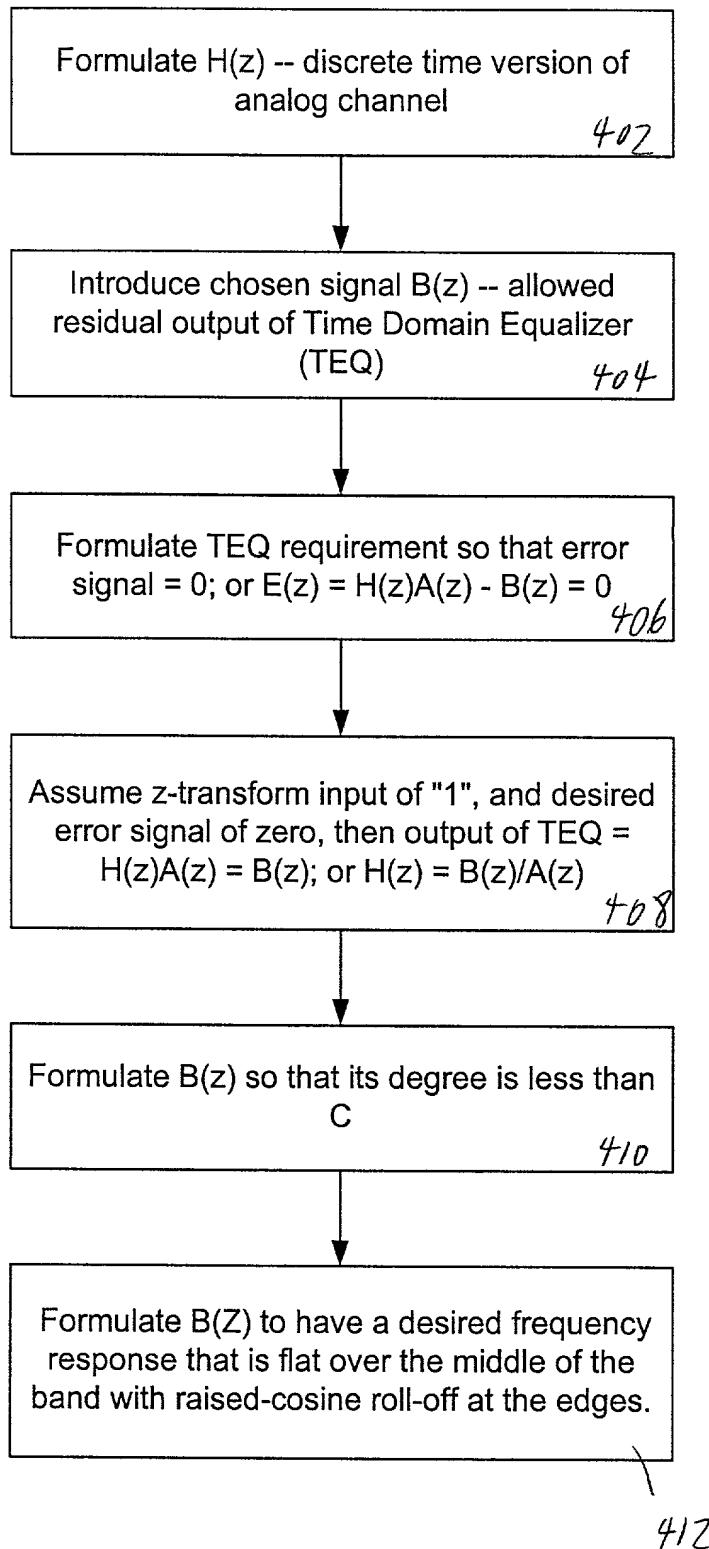 Formulate H(z) -- discrete time version of
analog channel
402
Introduce chosen signal B(z) -- allowed
residual output of Time Domain Equalizer
(TEQ)
404
Formulate TEQ requirement so that error
signal = 0; or E(z) = H(z)A(z) - B(z) = 0
406
Assume z-transform input of "1", and desired
error signal of zero, then output of TEQ =
H(z)A(z) = B(z); or H(z) = B(z)/A(z)
408
Formulate B(z) so that its degree is less than
C
410
Formulate B(Z) to have a desired frequency
response that is flat over the middle of the
band with raised-cosine roll-off at the edges.
412